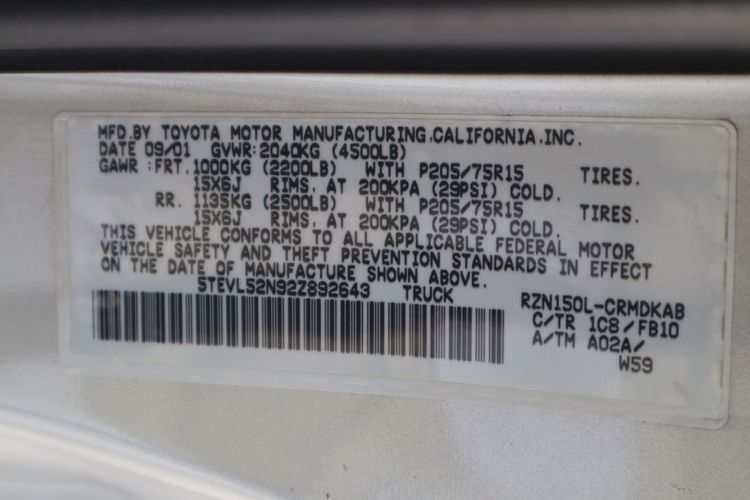 MFD.BY TOYOTA MOTOR MANUFACTURING,CALIFORNIA,INC.
DATE 09/01 GVWR:2040KG (4500LB)
GAWR:FRT.1000KG (2200LB) WITH P205/75R15 TIRES.
15X6J RIMS, AT 200KPA (29PSI) COLD.
RR. 1135KG (2500LB) WITH P205/75R15 TIRES.
15X6J RIMS, AT 200KPA (29PSI) COLD.
THIS VEHICLE CONFORMS TO ALL APPLICABLE FEDERAL MOTOR
VEHICLE SAFETY AND THEFT PREVENTION STANDARDS IN EFFECT
ON THE DATE OF MANUFACTURE SHOWN ABOVE.
5TEVL52N92Z892643 TRUCK
RZN150L-CRMDKAB
C/TR 1C8/FB10
A/TM A02A/
W59